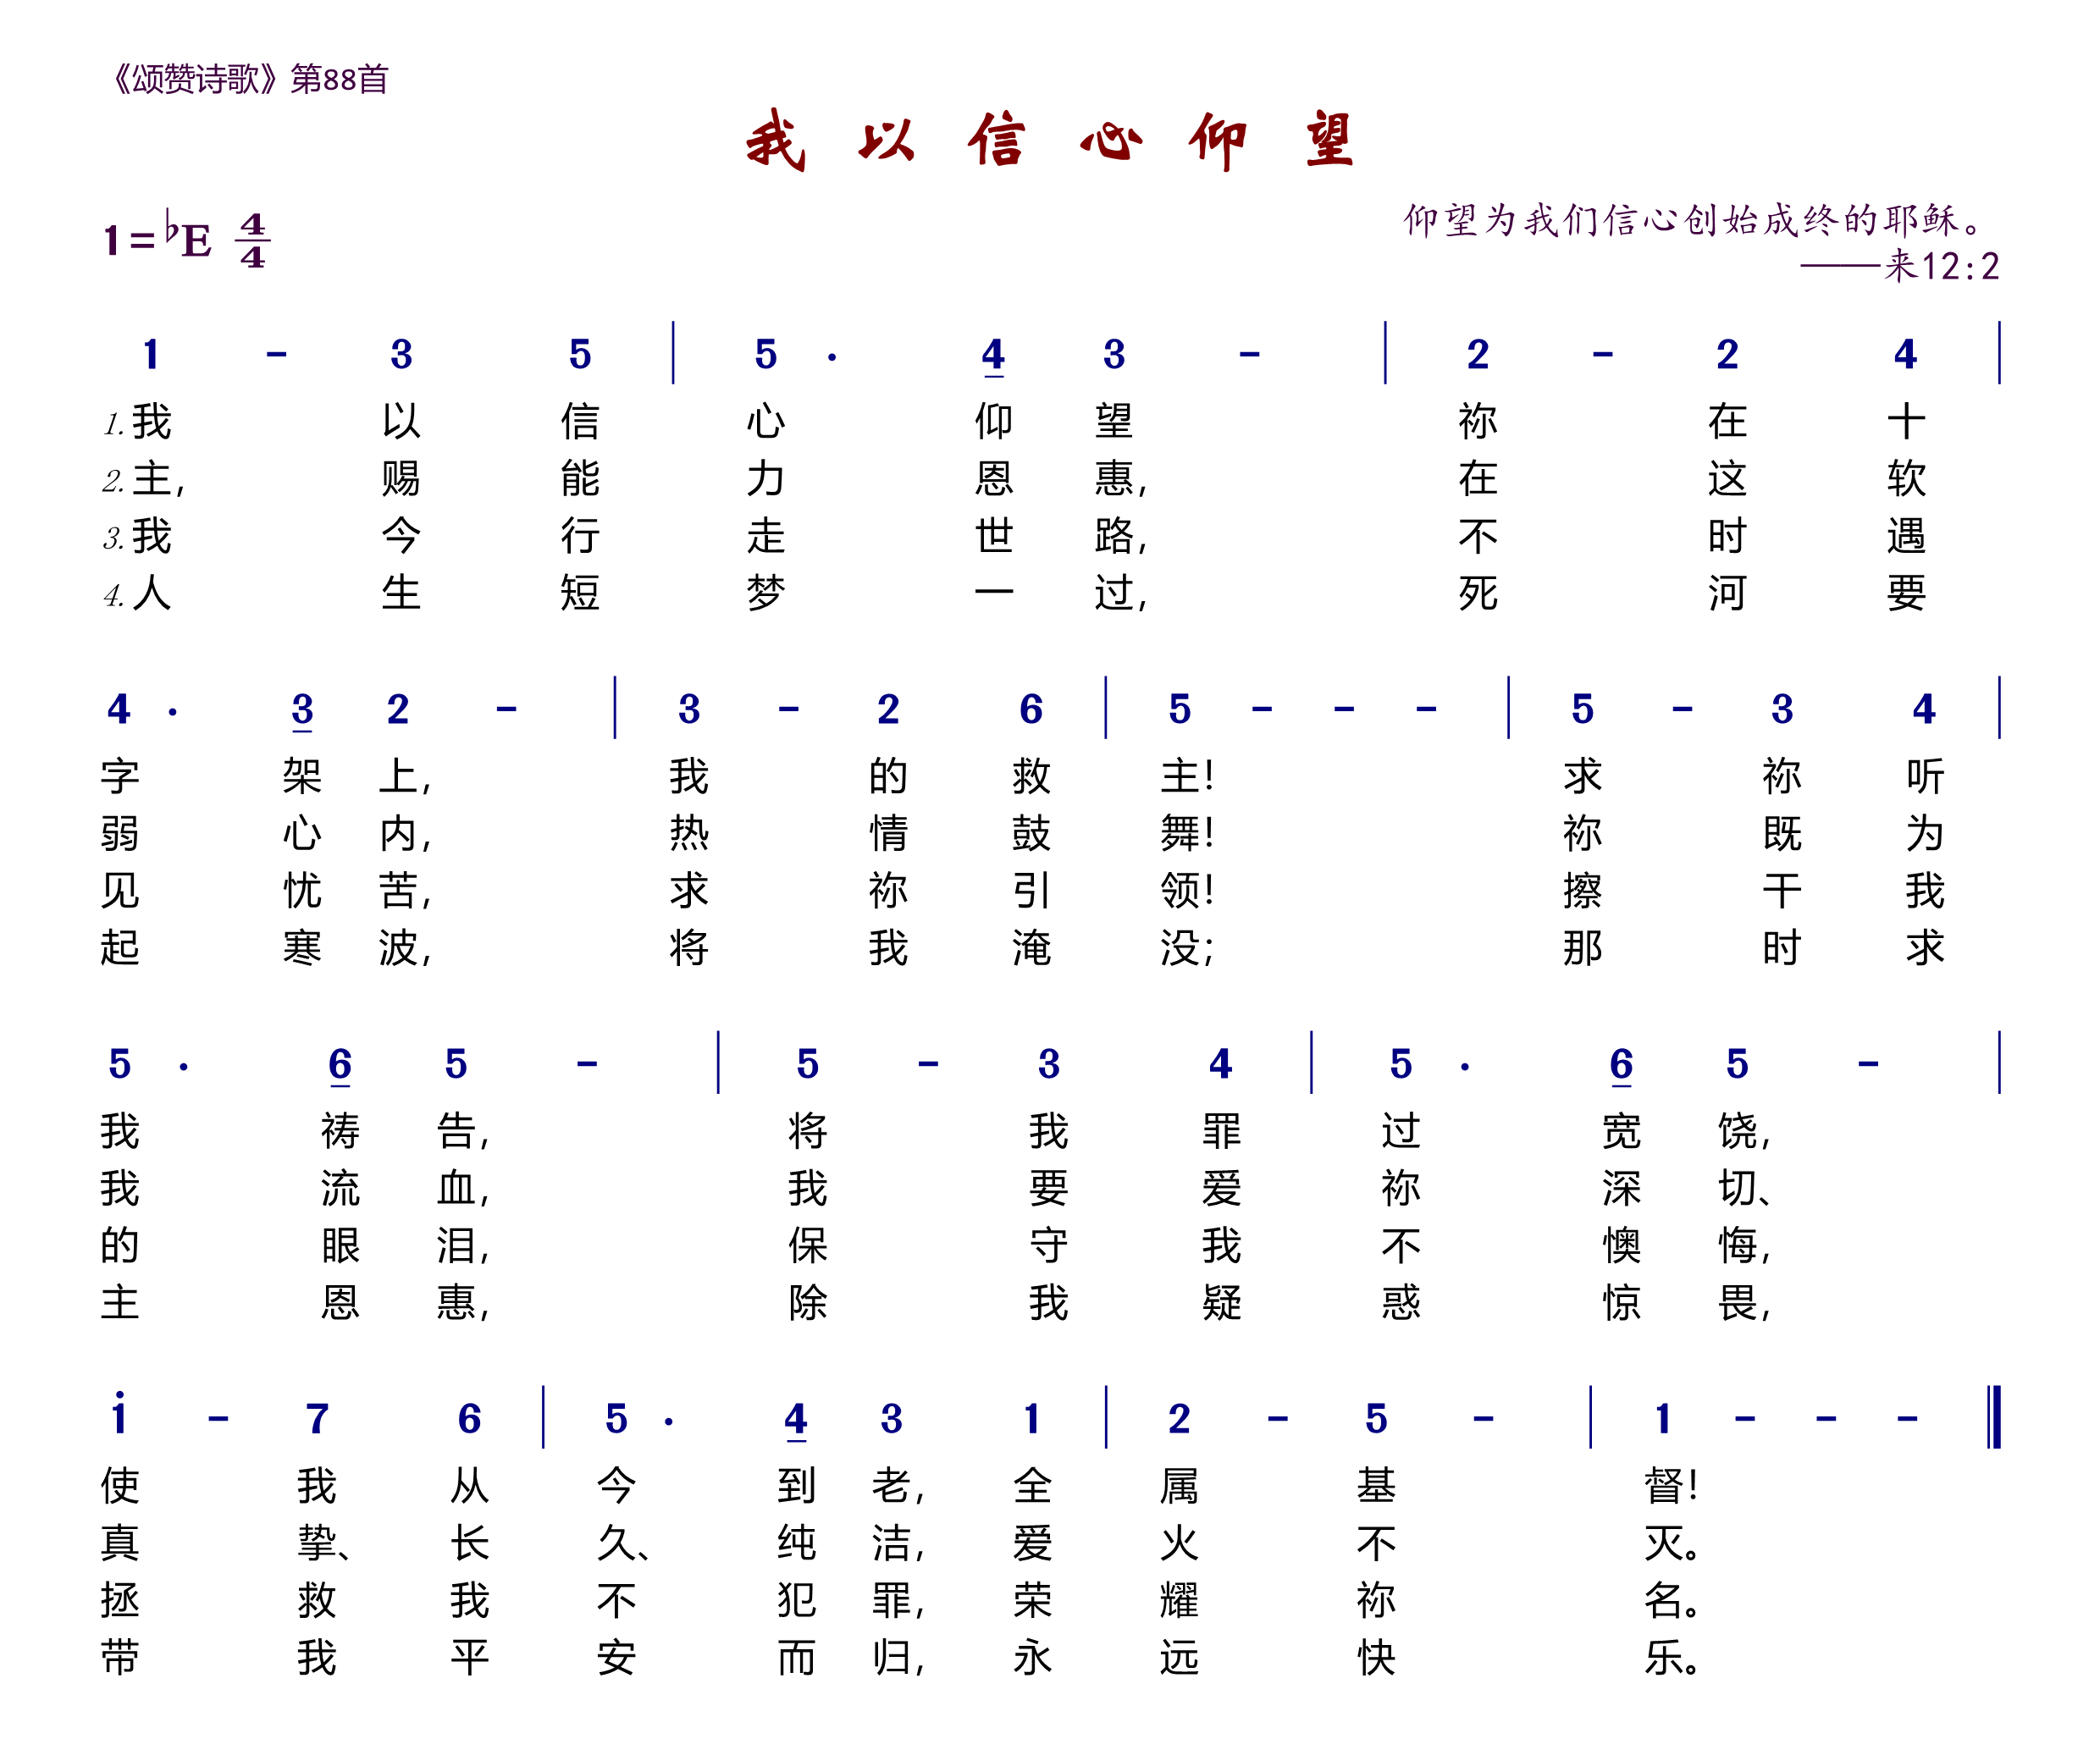 《颂赞诗歌》第88首
我以信心仰望
1=♭E 4/4
仰望为我们信心创始成终的耶稣。
——来12:2
1 - 3 5 | 5 · 4 3 - | 2 - 2 4 |
1.我以信心仰望祢在十
2.主,赐能力恩惠,在这软
3.我今行走世路,不时遇
4.人生短梦一过,死河要
4 · 3 2 - | 3 - 2 6 | 5 - - - | 5 - 3 4 |
字架上,我的救主!求祢听
弱心内,热情鼓舞!祢既为
见忧苦,求祢引领!擦干我
起寒波,将我淹没;那时求
5 · 6 5 - | 5 - 3 4 | 5 · 6 5 - |
我祷告,将我罪过宽饶,
我流血,我要爱祢深切、
的眼泪,保守我不懊悔,
主恩惠,除我疑惑惊畏,
1̇ - 7 6 | 5 · 4 3 1 | 2 - 5 - | 1 - - - ‖
使我从今到老,全属基督!
真挚、长久、纯洁,爱火不灭。
拯救我不犯罪,荣耀祢名。
带我平安而归,永远快乐。